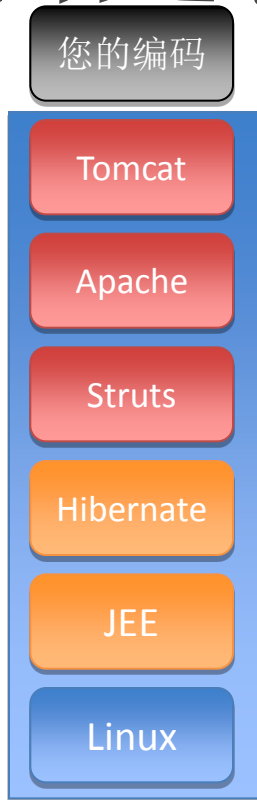 您的编码
Tomcat
Apache
Struts
Hibernate
JEE
Linux